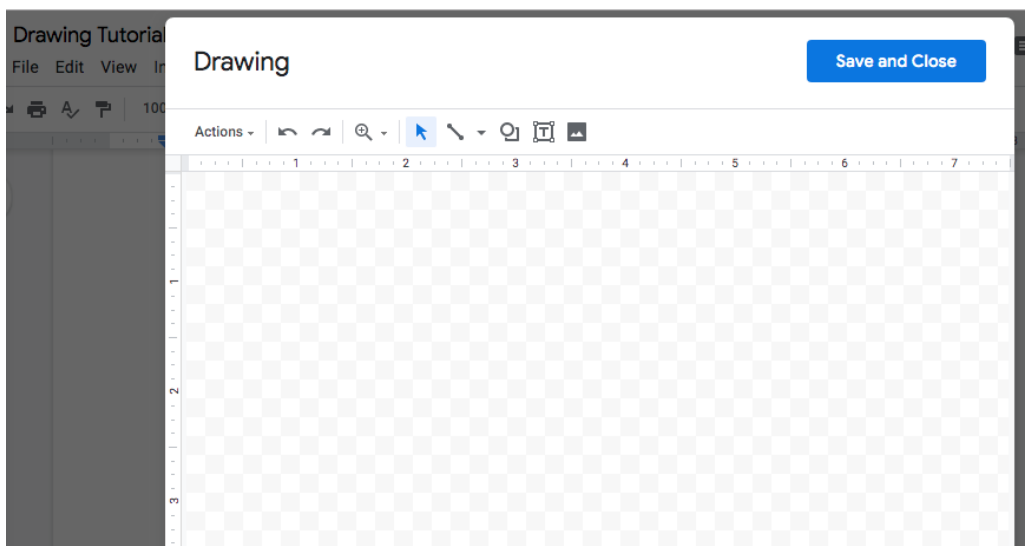 Drawing Tutorial
File Edit View
100
Drawing
Save and Close
Actions
1 2 3 4 5 6 7
1
2
3